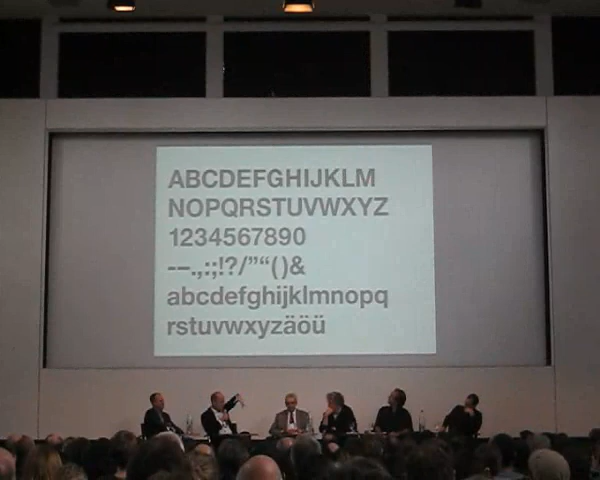 ABCDEFGHIJKLM
NOPQRSTUVWXYZ
1234567890
-–.,:;!?/”“()&
abcdefghijklmnopq
rstuvwxyzäöü